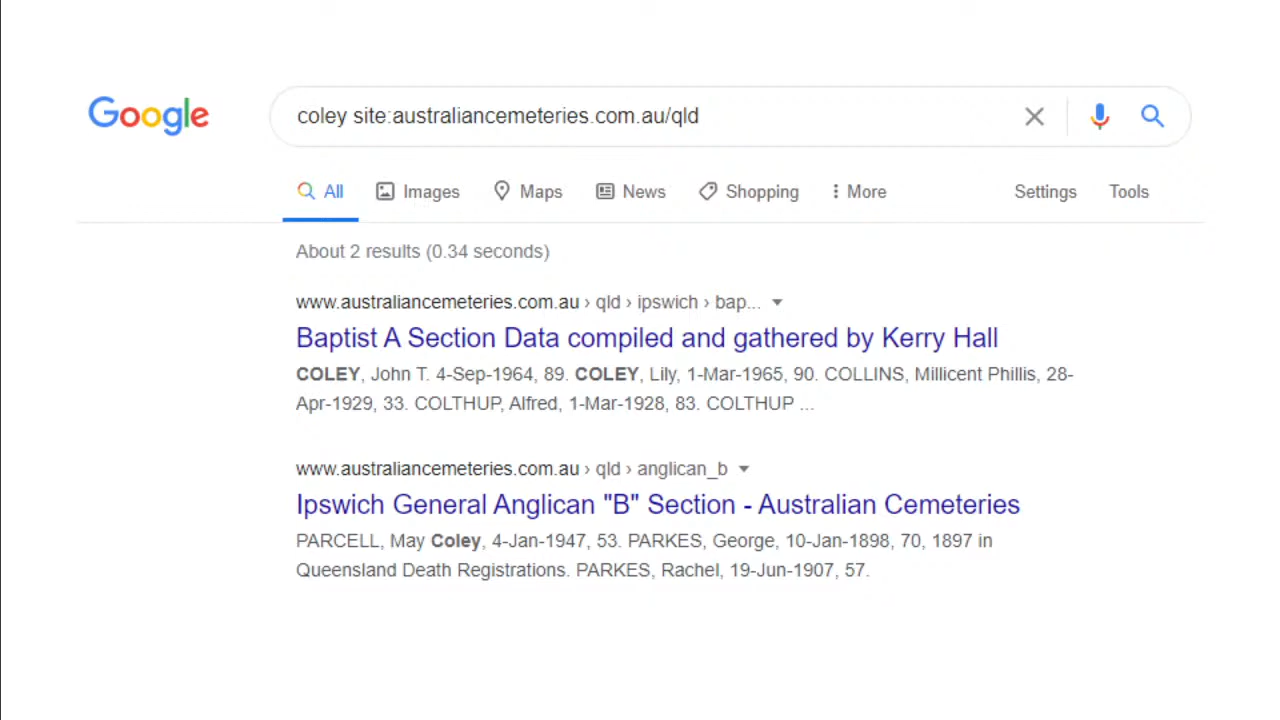 Google
coley site:australiancemeteries.com.au/qld
All Images Maps News Shopping More Settings Tools
About 2 results (0.34 seconds)
www.australiancemeteries.com.au › qld › ipswich › bap...
Baptist A Section Data compiled and gathered by Kerry Hall
COLEY, John T. 4-Sep-1964, 89. COLEY, Lily, 1-Mar-1965, 90. COLLINS, Millicent Phillis, 28-
Apr-1929, 33. COLTHUP, Alfred, 1-Mar-1928, 83. COLTHUP ...
www.australiancemeteries.com.au › qld › anglican_b
Ipswich General Anglican "B" Section - Australian Cemeteries
PARCELL, May Coley, 4-Jan-1947, 53. PARKES, George, 10-Jan-1898, 70, 1897 in
Queensland Death Registrations. PARKES, Rachel, 19-Jun-1907, 57.